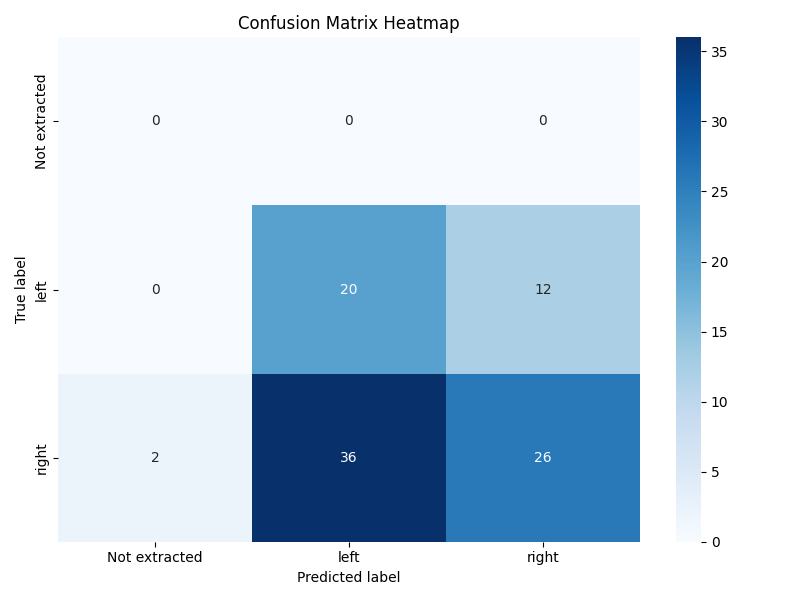 Confusion Matrix Heatmap
True label
Not extracted
left
right
0 0 0
0 20 12
2 36 26
Not extracted left right
Predicted label
35
30
25
20
15
10
5
0